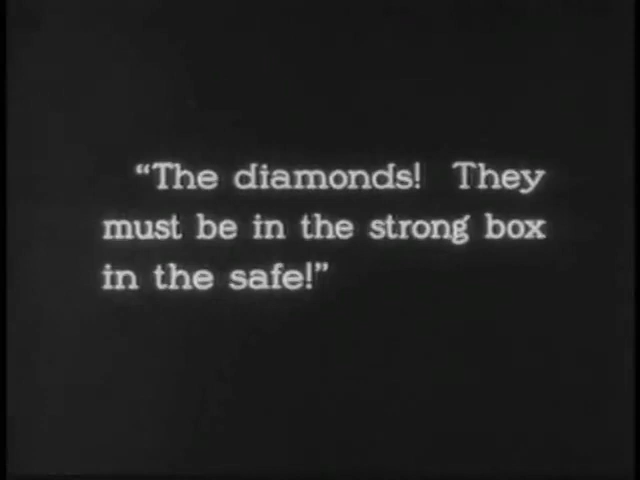 “The diamonds!  They
must be in the strong box
in the safe!”